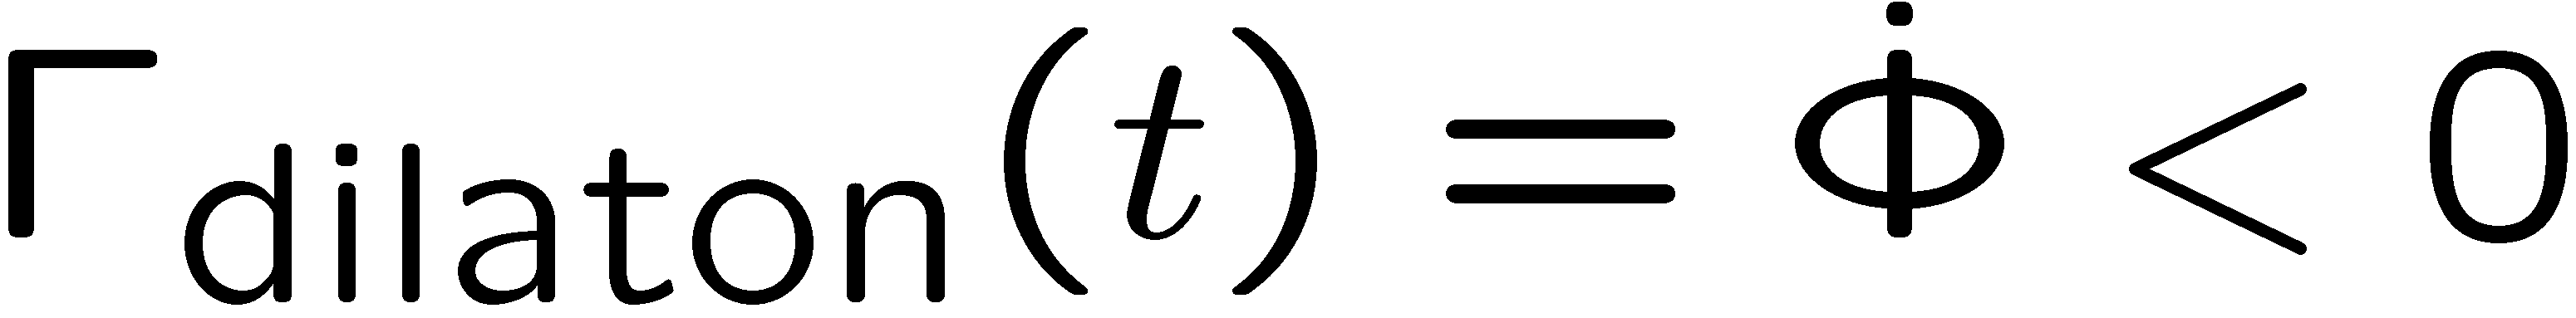 Γ_dilaton(t) = Φ̇ < 0